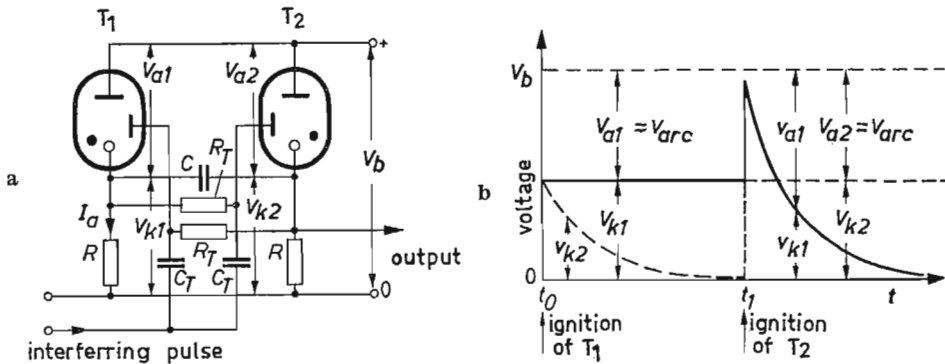 a
T1
T2
+
Va1
Va2
Vb
C
RT
Ia
Vk1
Vk2
R
RT
R
output
CT
CT
0
interfering pulse
b
voltage
Vb
Va1 ≈ Varc
va1
Va2 = Varc
Vk1
vk2
vk1
Vk2
0
t0
t1
t
ignition of T1
ignition of T2